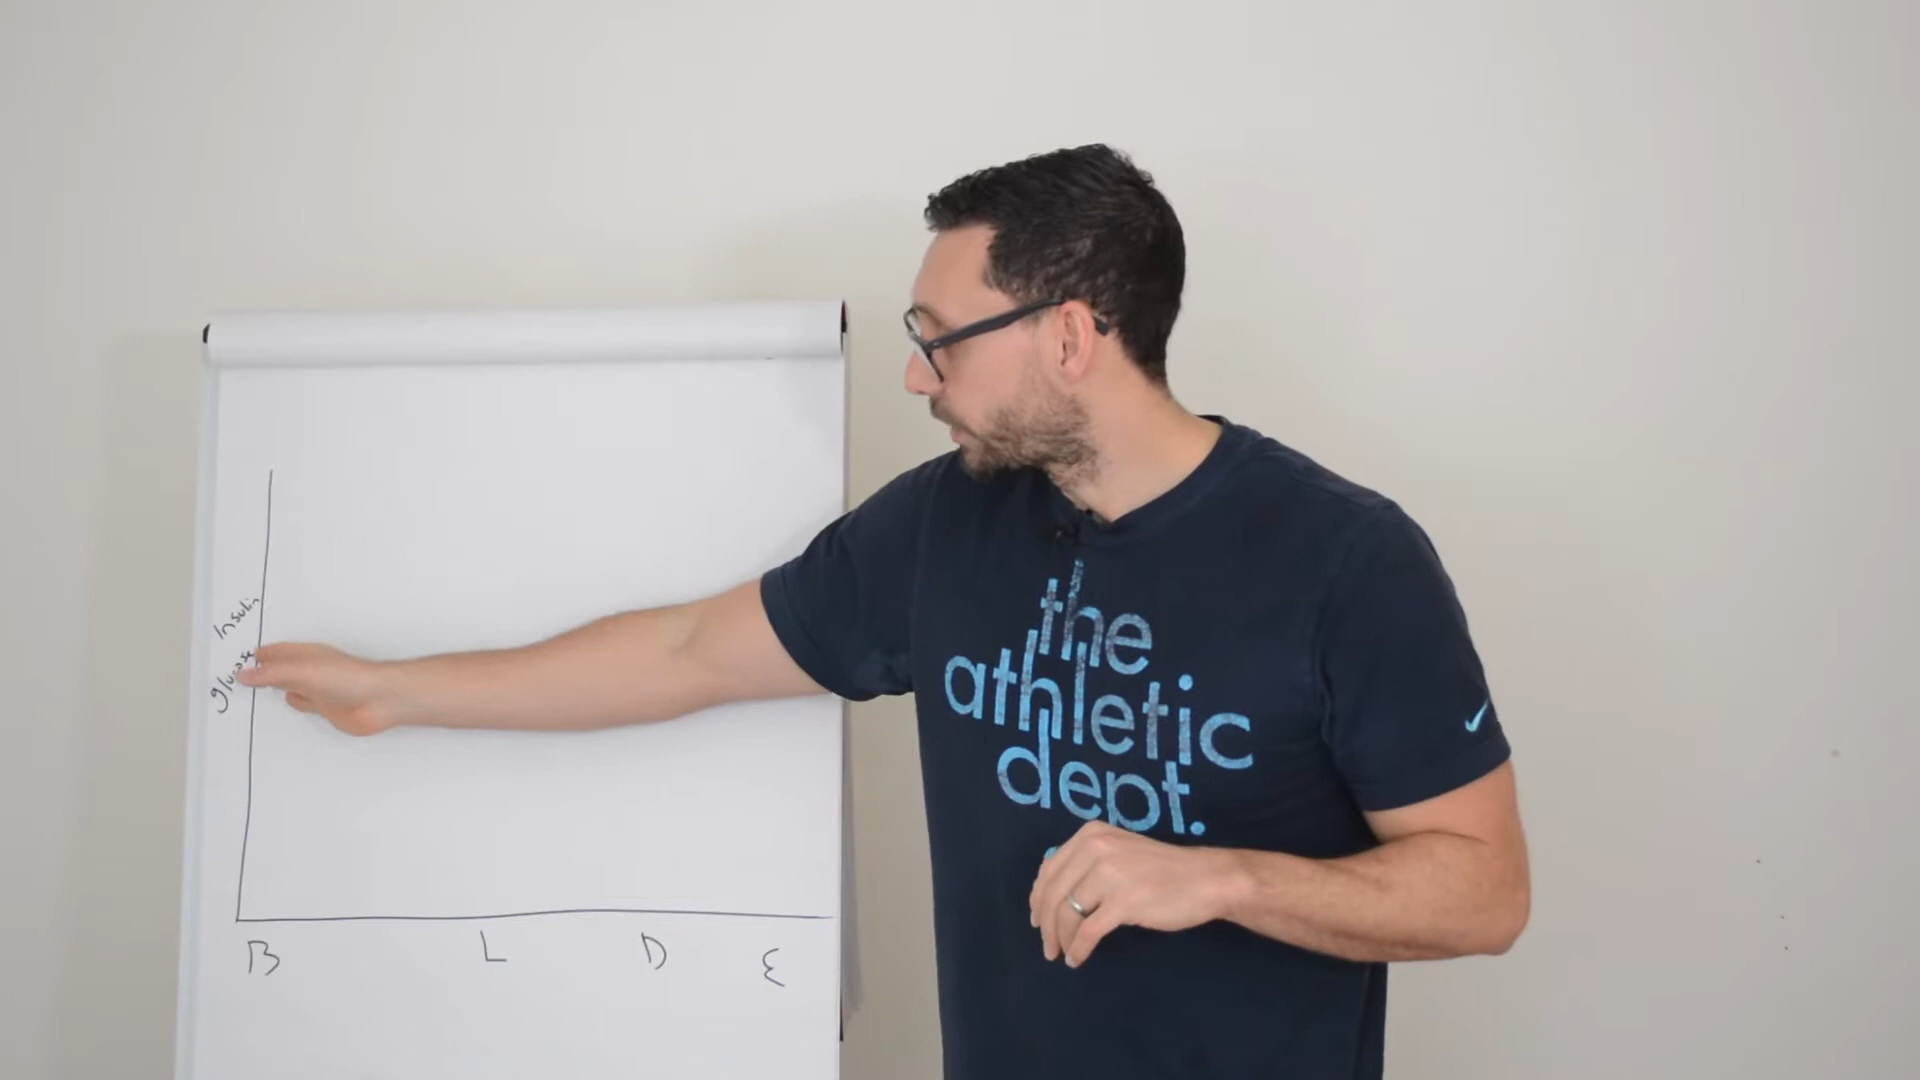 Insulin
glucose
B L D E
the
athletic
dept.